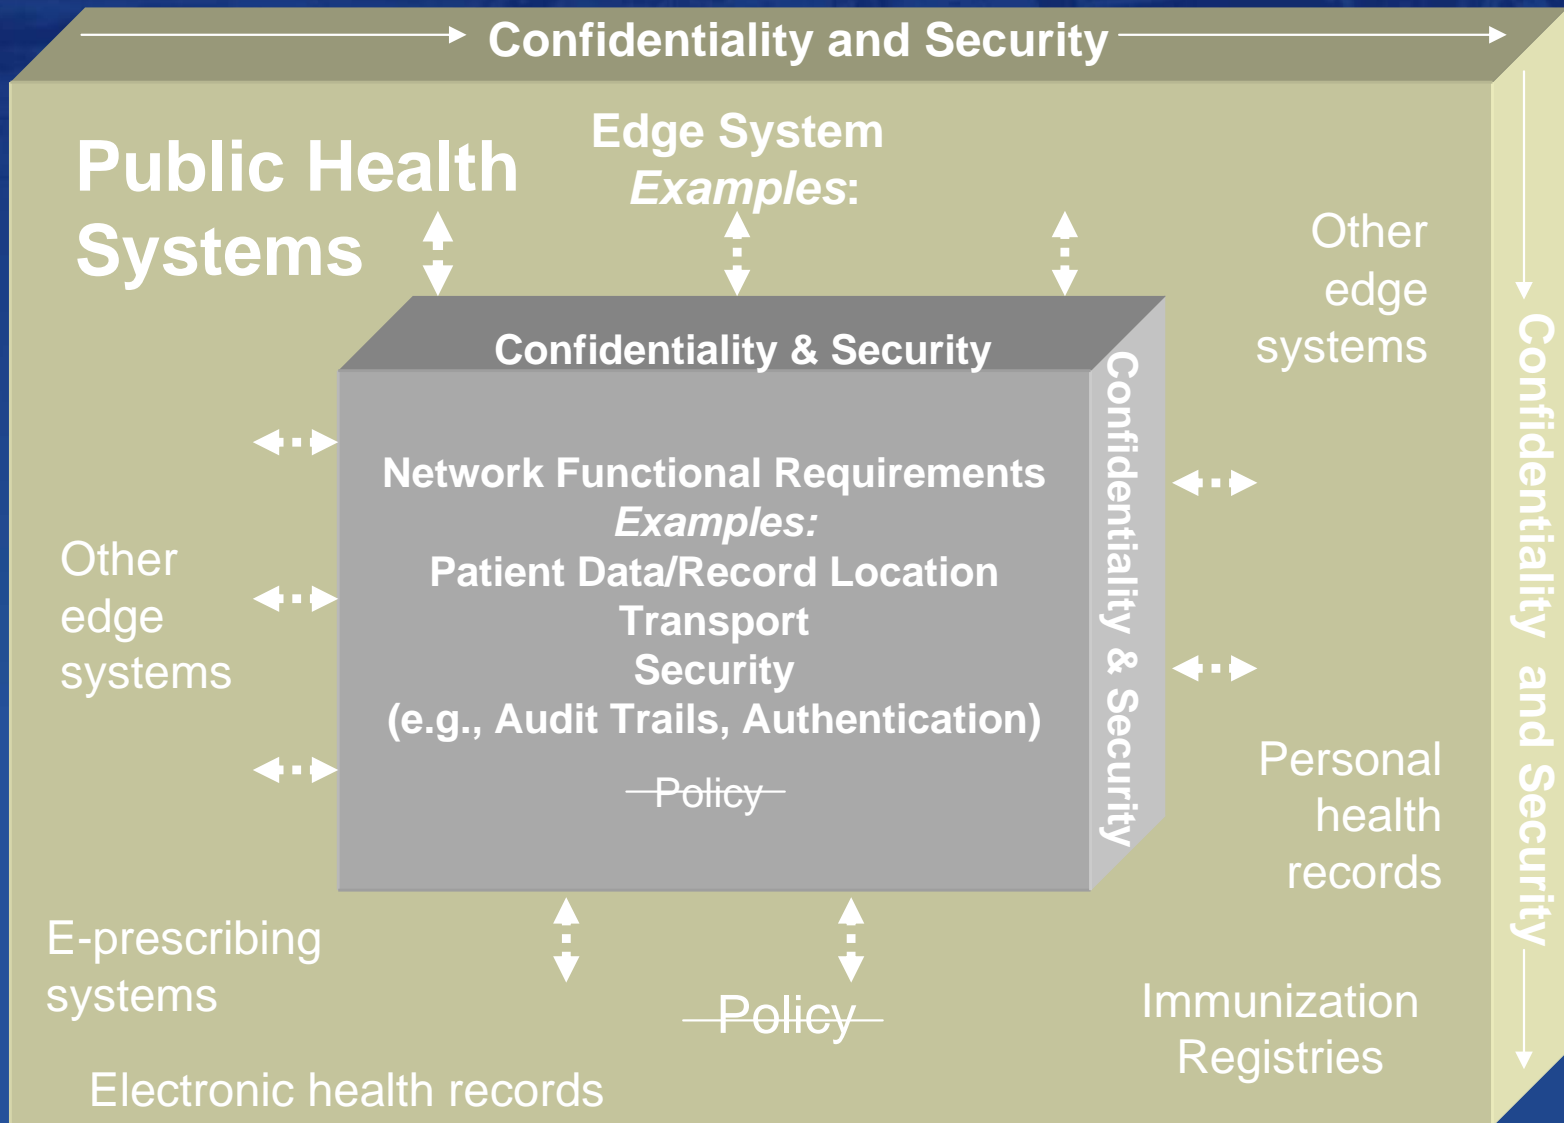 Confidentiality and Security
Public Health
Systems
Edge System
Examples:
Other
edge
systems
Confidentiality and Security
Confidentiality & Security
Confidentiality & Security
Network Functional Requirements
Examples:
Patient Data/Record Location
Transport
Security
(e.g., Audit Trails, Authentication)
Policy
Other
edge
systems
Personal
health
records
E-prescribing
systems
Policy
Immunization
Registries
Electronic health records